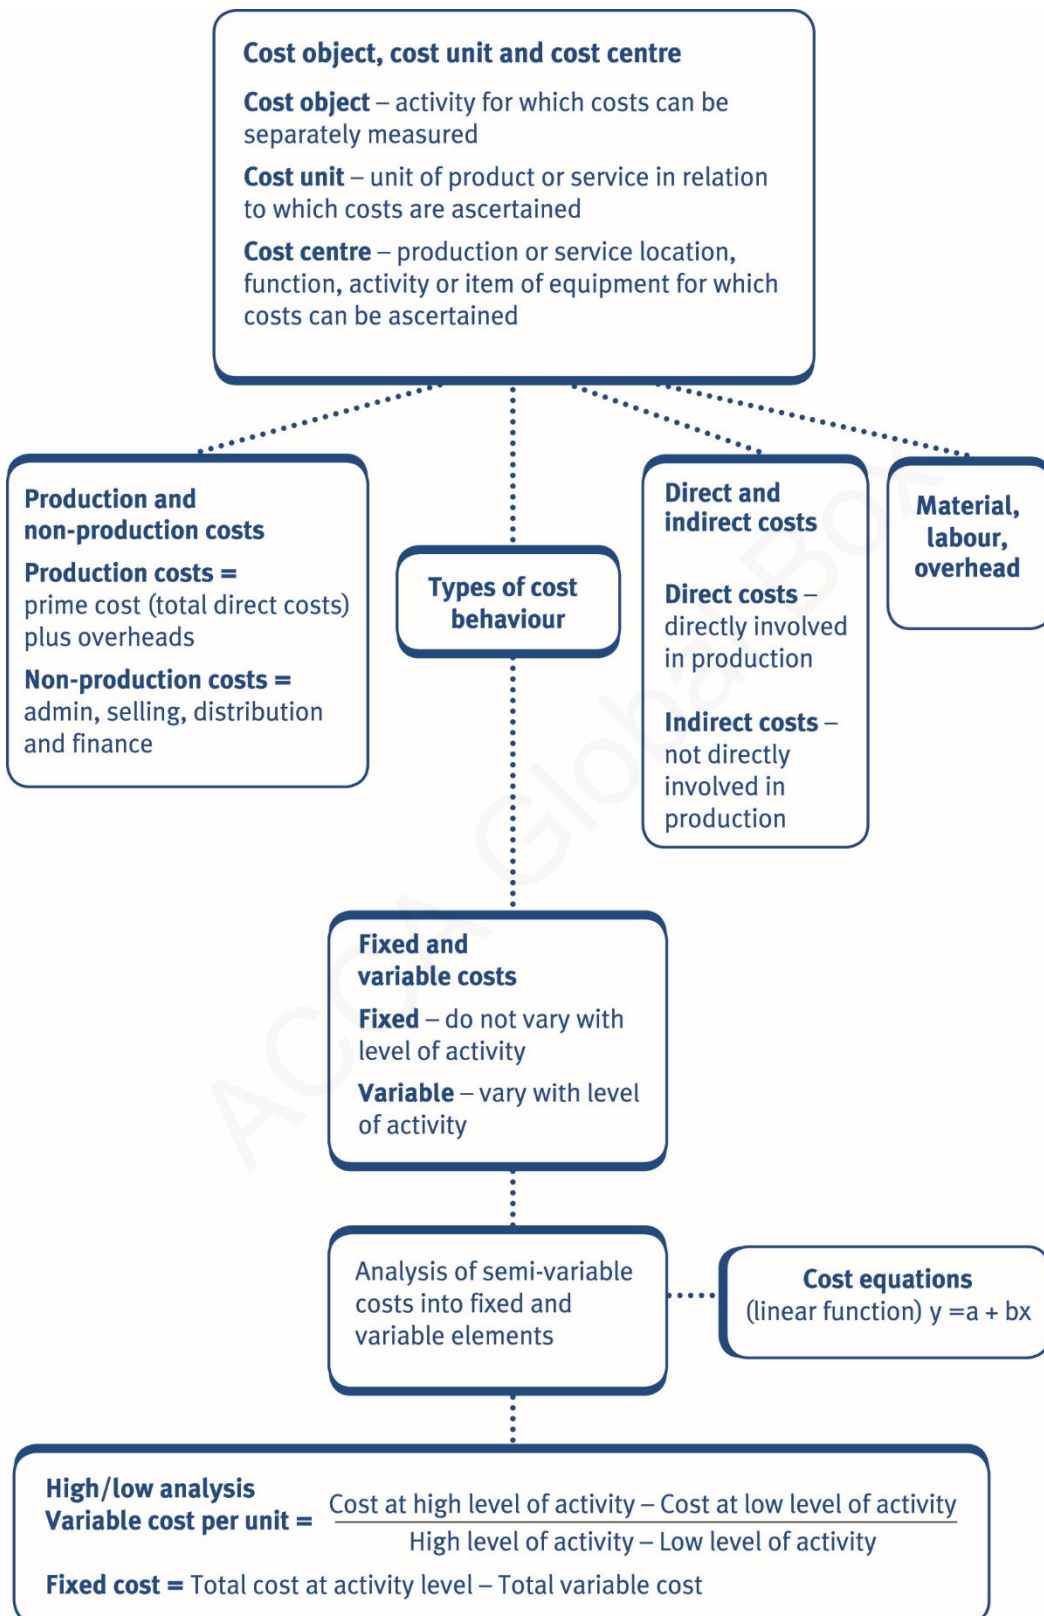 Cost object, cost unit and cost centre
Cost object – activity for which costs can be
separately measured
Cost unit – unit of product or service in relation
to which costs are ascertained
Cost centre – production or service location,
function, activity or item of equipment for which
costs can be ascertained
Production and
non-production costs
Production costs =
prime cost (total direct costs)
plus overheads
Non-production costs =
admin, selling, distribution
and finance
Types of cost
behaviour
Direct and
indirect costs
Direct costs –
directly involved
in production
Indirect costs –
not directly
involved in
production
Material,
labour,
overhead
Fixed and
variable costs
Fixed – do not vary with
level of activity
Variable – vary with level
of activity
Analysis of semi-variable
costs into fixed and
variable elements
Cost equations
(linear function) y =a + bx
High/low analysis
Variable cost per unit = Cost at high level of activity – Cost at low level of activity
High level of activity – Low level of activity
Fixed cost = Total cost at activity level – Total variable cost
ACCA Global Box